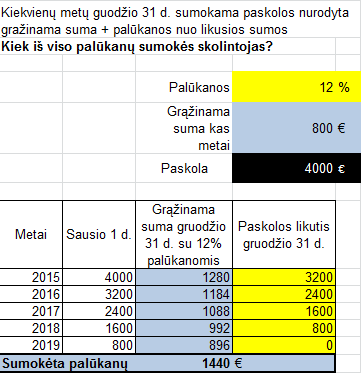 Kiekvienų metų guodžio 31 d. sumokama paskolos nurodyta
gražinama suma + palūkanos nuo likusios sumos
Kiek iš viso palūkanų sumokės skolintojas?
Palūkanos 12 %
Grąžinama
suma kas
metai 800 €
Paskola 4000 €
Metai Sausio 1 d. Grąžinama
suma gruodžio
31 d. su 12%
palūkanomis Paskolos likutis
gruodžio 31 d.
2015 4000 1280 3200
2016 3200 1184 2400
2017 2400 1088 1600
2018 1600 992 800
2019 800 896 0
Sumokėta palūkanų 1440 €